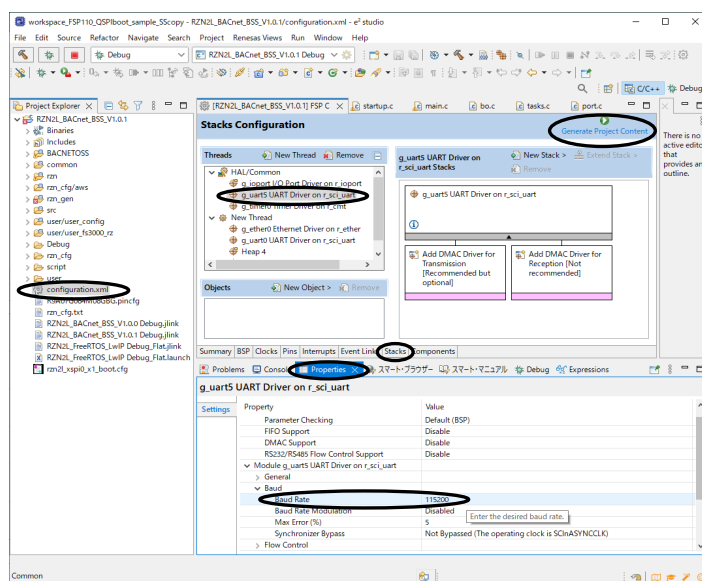 workspace_FSP110_QSPIboot_sample_SScopy - RZN2L_BACnet_BSS_V1.0.1/configuration.xml - e² studio
File Edit Source Refactor Navigate Search Project Renesas Views Run Window Help
Debug
RZN2L_BACnet_BSS_V1.0.1 Debug
C/C++
Debug
Project Explorer
RZN2L_BACnet_BSS_V1.0.1
Binaries
Includes
BACNETOSS
common
rzn
rzn_cfg/aws
rzn_gen
src
user/user_config
user/user_fs3000_rz
Debug
rzn_cfg
script
user
configuration.xml
R9A07G084M08GBG.pincfg
rzn_cfg.txt
RZN2L_BACnet_BSS_V1.0.0 Debug.jlink
RZN2L_BACnet_BSS_V1.0.1 Debug.jlink
RZN2L_FreeRTOS_LwIP Debug_Flat.jlink
RZN2L_FreeRTOS_LwIP Debug_Flat.launch
rzn2l_xspi0_x1_boot.cfg
[RZN2L_BACnet_BSS_V1.0.1] FSP C
startup.c
main.c
bo.c
tasks.c
port.c
Stacks Configuration
Generate Project Content
Threads
New Thread
Remove
HAL/Common
g_ioport I/O Port Driver on r_ioport
g_uart5 UART Driver on r_sci_uart
g_timer0 Timer Driver on r_cmt
New Thread
g_ether0 Ethernet Driver on r_ether
g_uart0 UART Driver on r_sci_uart
Heap 4
Objects
New Object >
Remove
g_uart5 UART Driver on
r_sci_uart Stacks
New Stack >
Extend Stack >
Remove
g_uart5 UART Driver on r_sci_uart
Add DMAC Driver for
Transmission
[Recommended but
optional]
Add DMAC Driver for
Reception [Not
recommended]
There is no
active edito
that
provides an
outline.
Summary BSP Clocks Pins Interrupts Event Link Stacks Components
Problems
Consol
Properties
スマート・ブラウザー
スマート・マニュアル
Debug
Expressions
g_uart5 UART Driver on r_sci_uart
Settings
Property Value
Parameter Checking Default (BSP)
FIFO Support Disable
DMAC Support Disable
RS232/RS485 Flow Control Support Disable
Module g_uart5 UART Driver on r_sci_uart
General
Baud
Baud Rate 115200
Baud Rate Modulation Disabled
Enter the desired baud rate.
Max Error (%) 5
Synchronizer Bypass Not Bypassed (The operating clock is SCInASYNCCLK)
Flow Control
Common